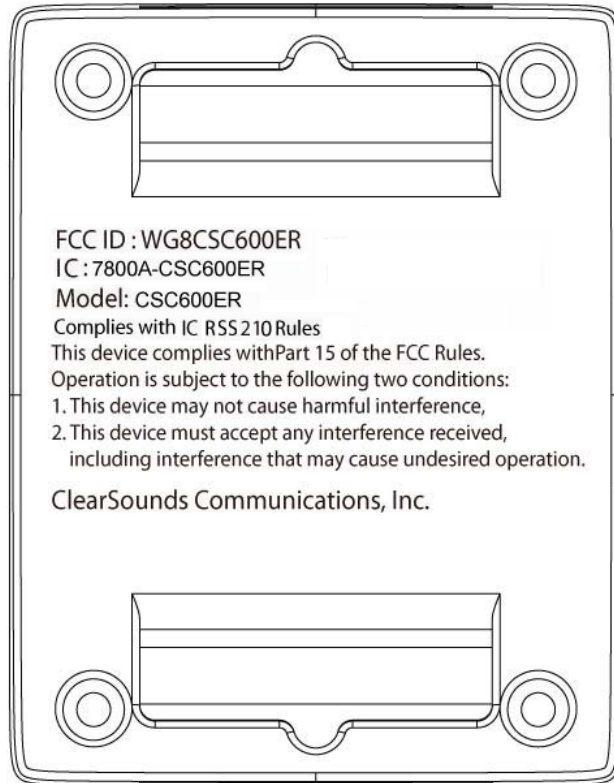 FCC ID : WG8CSC600ER
IC : 7800A-CSC600ER
Model: CSC600ER
Complies with IC RSS210 Rules
This device complies withPart 15 of the FCC Rules.
Operation is subject to the following two conditions:
1. This device may not cause harmful interference,
2. This device must accept any interference received,
including interference that may cause undesired operation.
ClearSounds Communications, Inc.